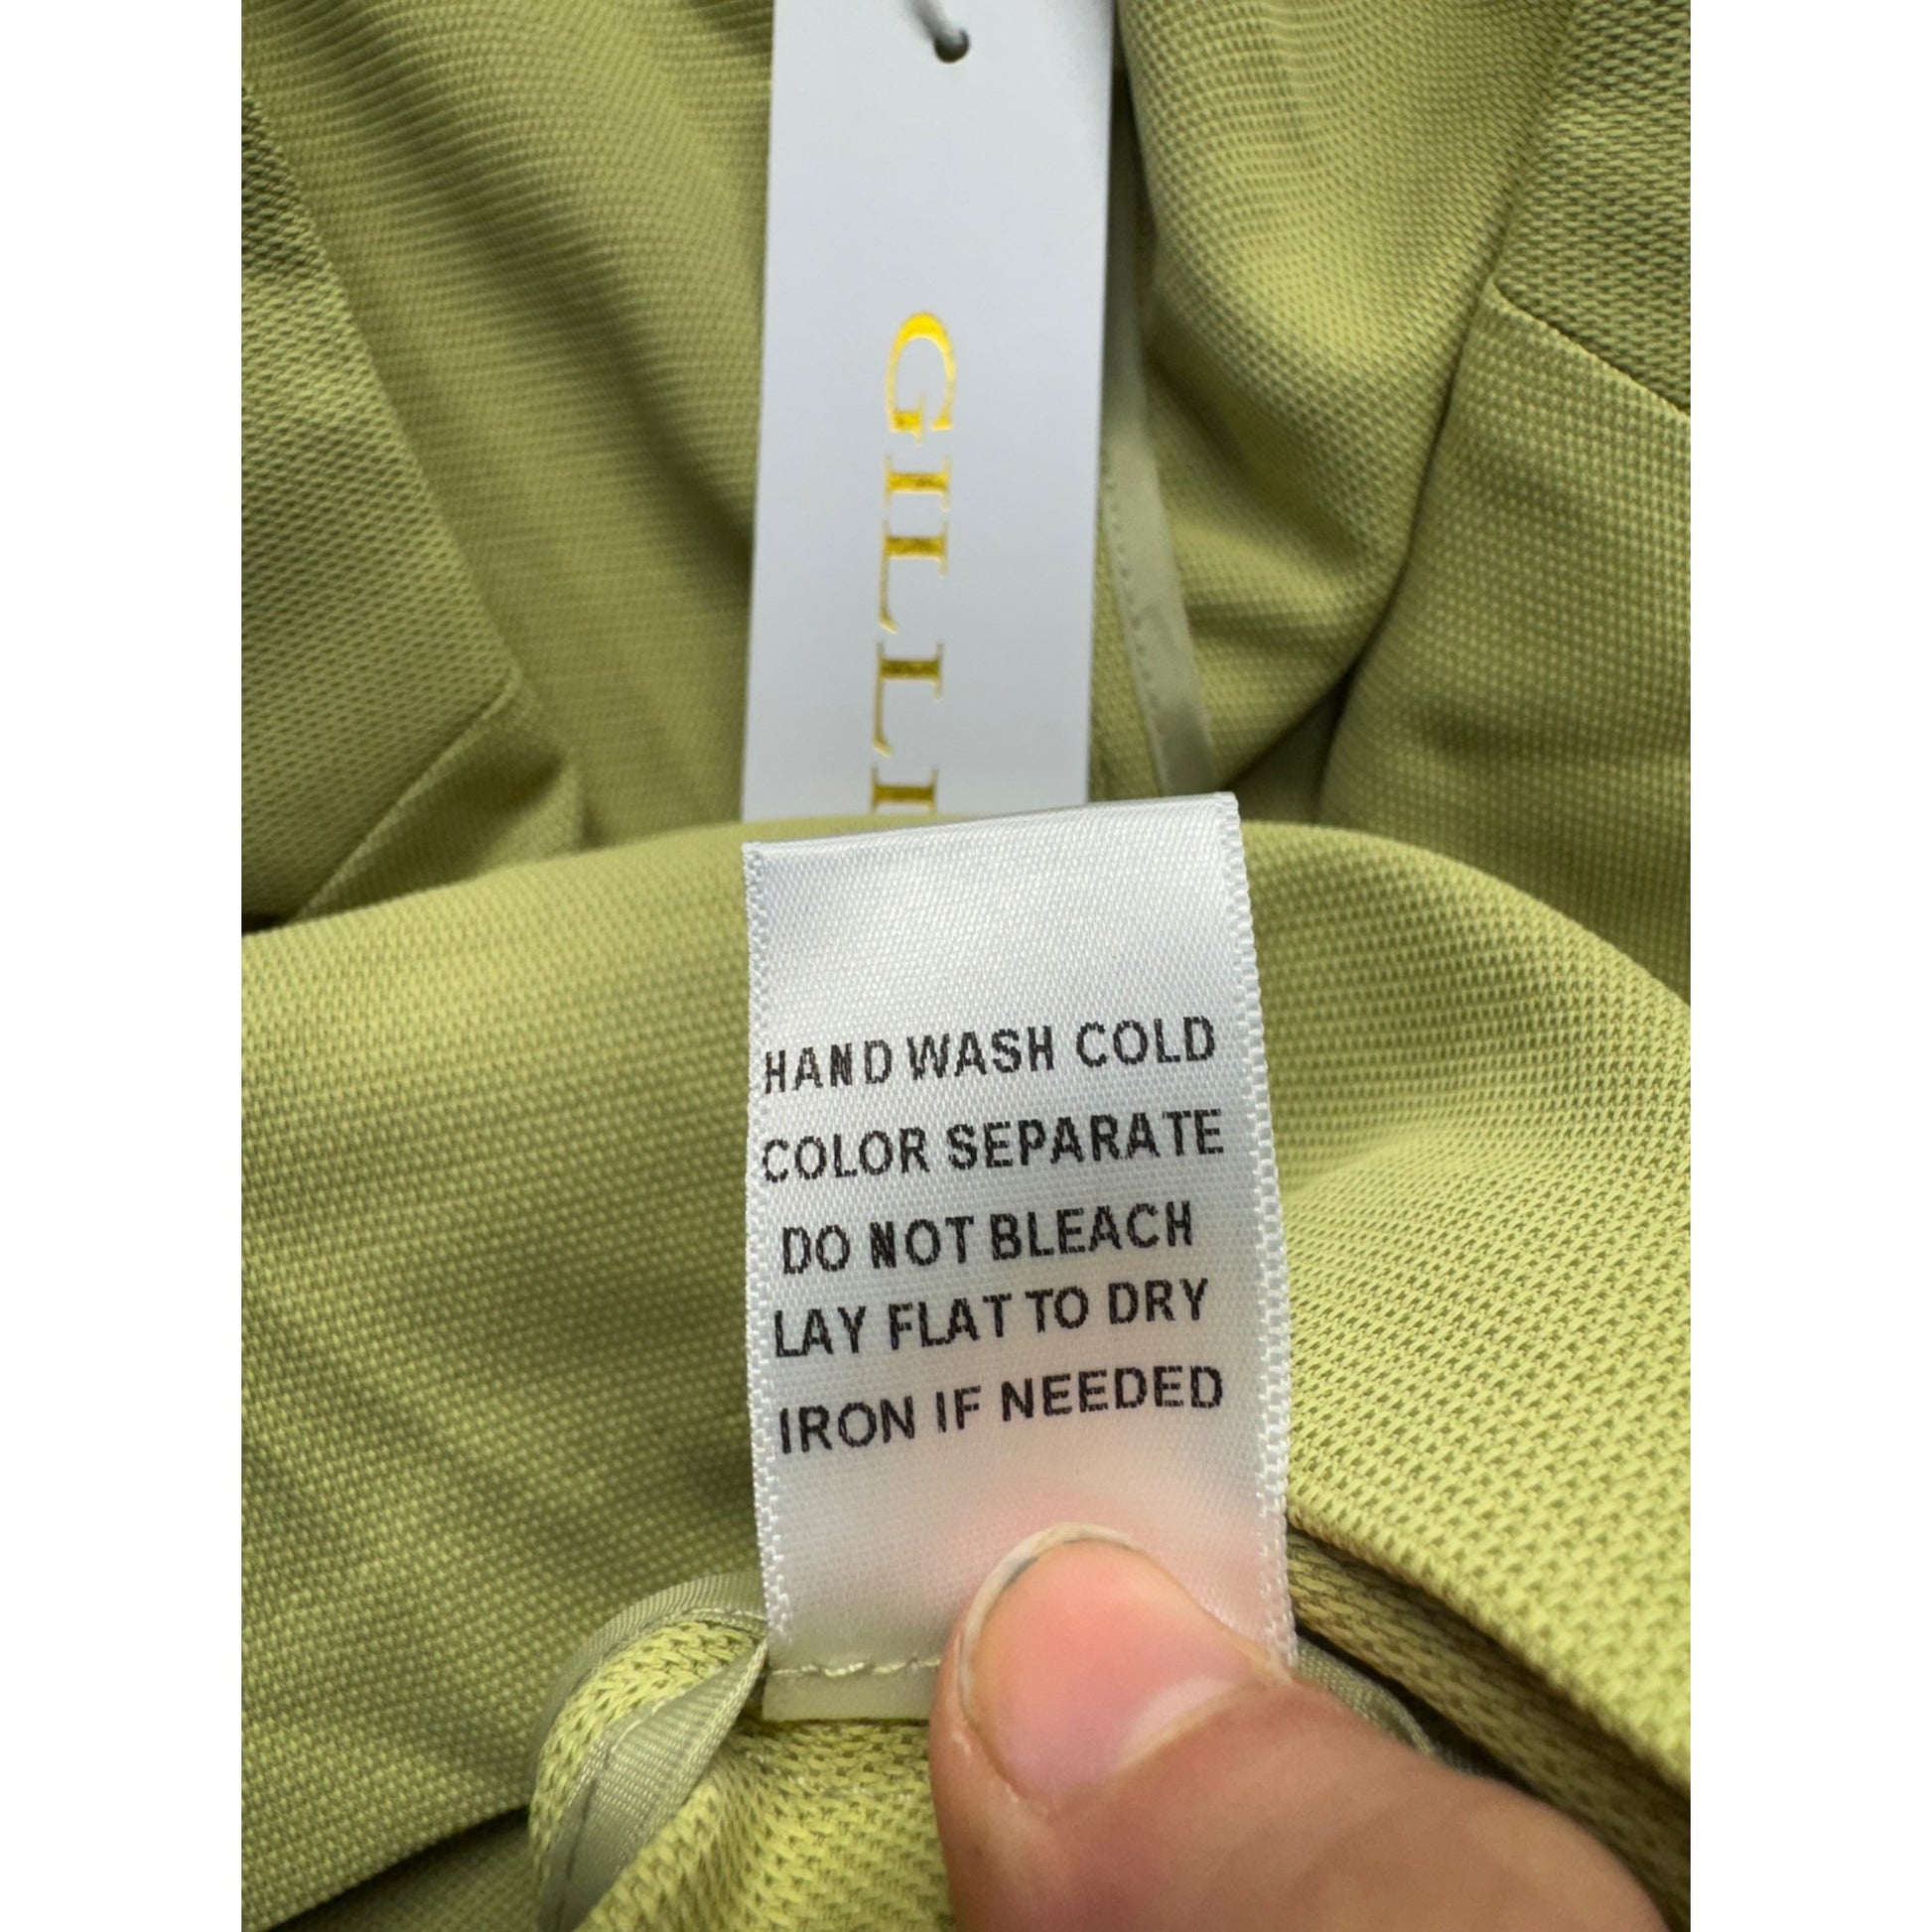 GILLI
HAND WASH COLD
COLOR SEPARATE
DO NOT BLEACH
LAY FLAT TO DRY
IRON IF NEEDED